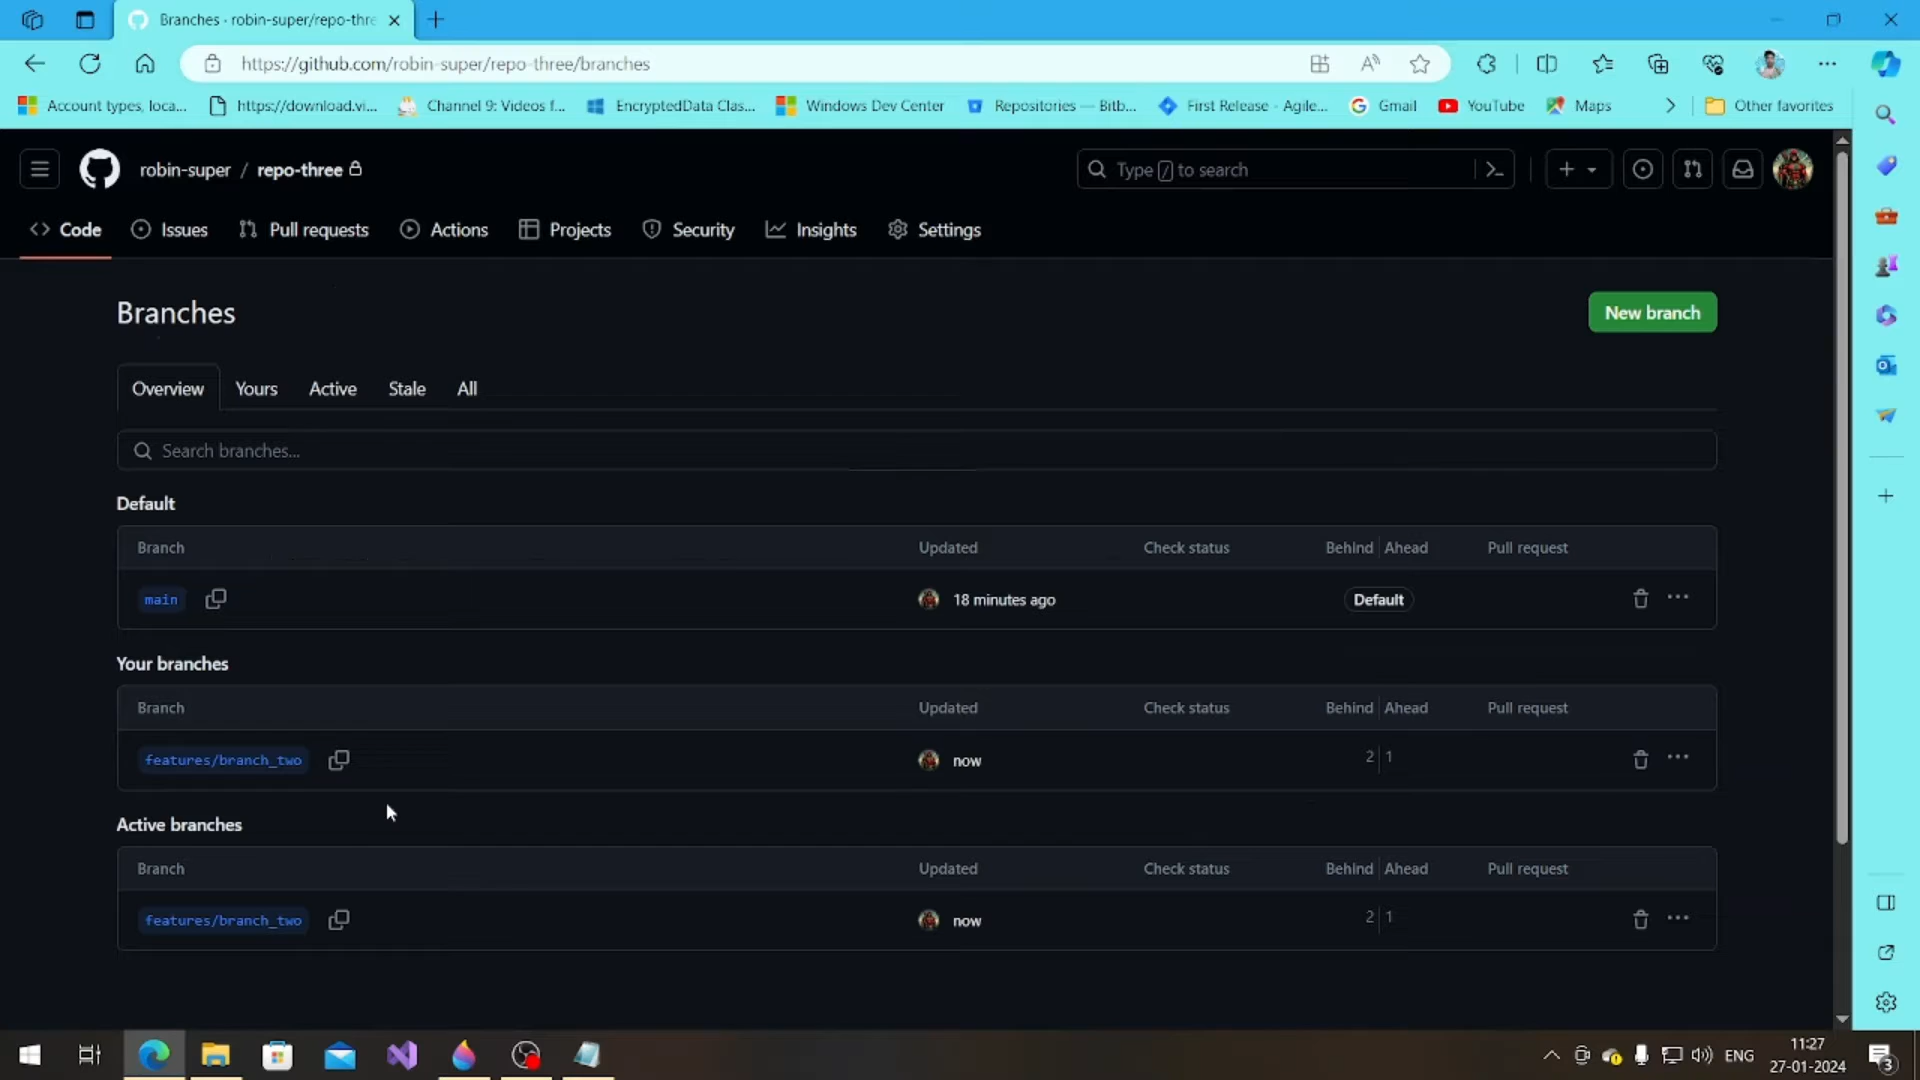 Branches · robin-super/repo-thre
https://github.com/robin-super/repo-three/branches
Account types, loca... https://download.vi... Channel 9: Videos f... EncryptedData Clas... Windows Dev Center Repositories — Bitb... First Release - Agile... Gmail YouTube Maps Other favorites
robin-super / repo-three Type / to search
Code Issues Pull requests Actions Projects Security Insights Settings
Branches New branch
Overview Yours Active Stale All
Search branches...
Default
Branch Updated Check status Behind Ahead Pull request
main 18 minutes ago Default
Your branches
Branch Updated Check status Behind Ahead Pull request
features/branch_two now 2 1
Active branches
Branch Updated Check status Behind Ahead Pull request
features/branch_two now 2 1
ENG 11:27
27-01-2024 3